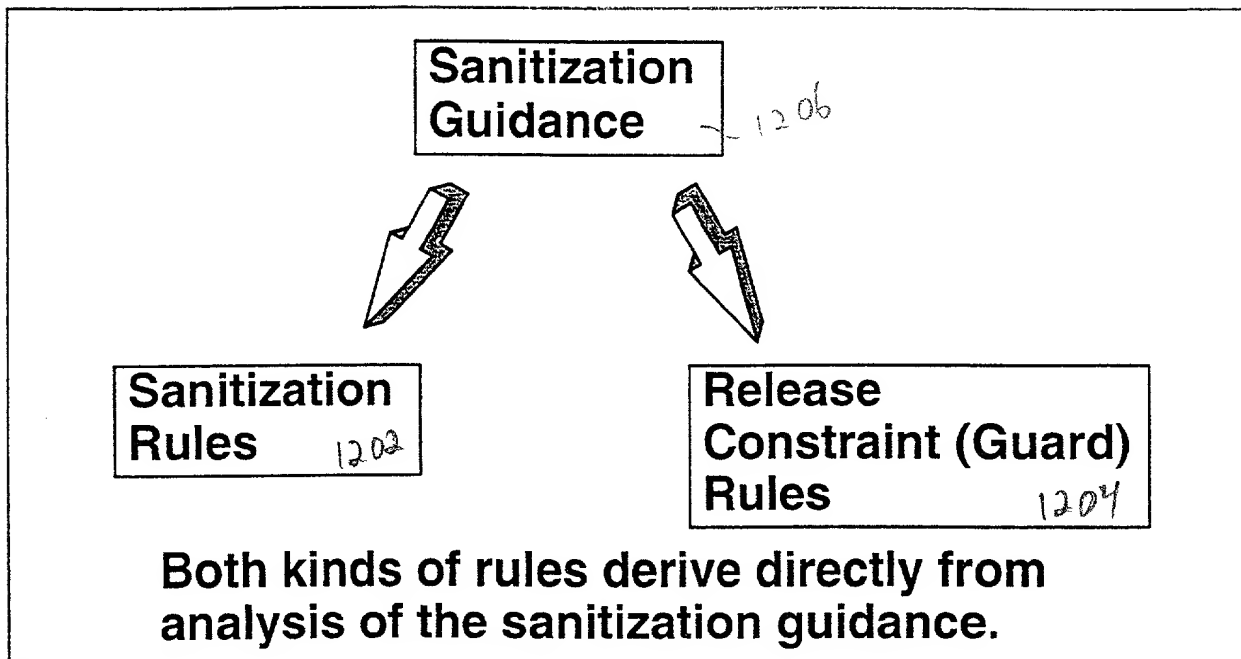 Sanitization
Guidance 1206
Sanitization
Rules 1202
Release
Constraint (Guard)
Rules 1204
Both kinds of rules derive directly from
analysis of the sanitization guidance.